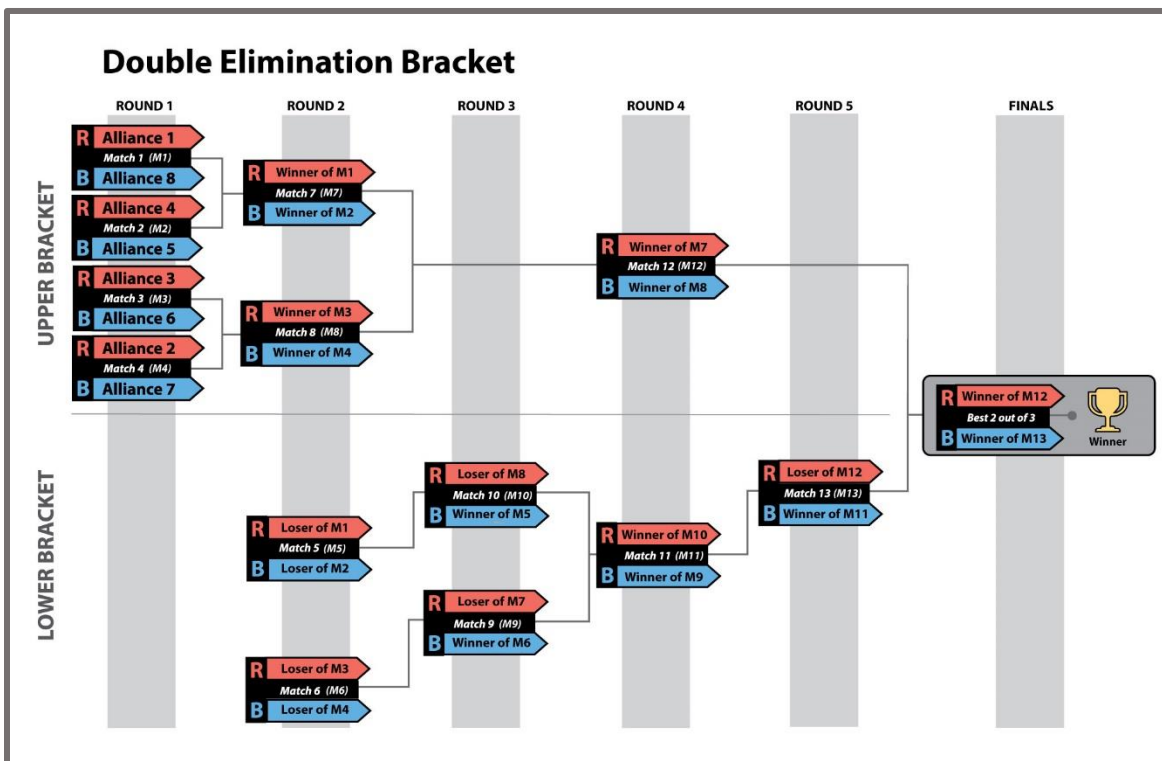 Double Elimination Bracket
ROUND 1
ROUND 2
ROUND 3
ROUND 4
ROUND 5
FINALS
UPPER BRACKET
R Alliance 1
Match 1 (M1)
B Alliance 8
R Alliance 4
Match 2 (M2)
B Alliance 5
R Alliance 3
Match 3 (M3)
B Alliance 6
R Alliance 2
Match 4 (M4)
B Alliance 7
R Winner of M1
Match 7 (M7)
B Winner of M2
R Winner of M3
Match 8 (M8)
B Winner of M4
R Winner of M7
Match 12 (M12)
B Winner of M8
LOWER BRACKET
R Loser of M1
Match 5 (M5)
B Loser of M2
R Loser of M3
Match 6 (M6)
B Loser of M4
R Loser of M8
Match 10 (M10)
B Winner of M5
R Loser of M7
Match 9 (M9)
B Winner of M6
R Winner of M10
Match 11 (M11)
B Winner of M9
R Loser of M12
Match 13 (M13)
B Winner of M11
R Winner of M12
Best 2 out of 3
B Winner of M13
Winner